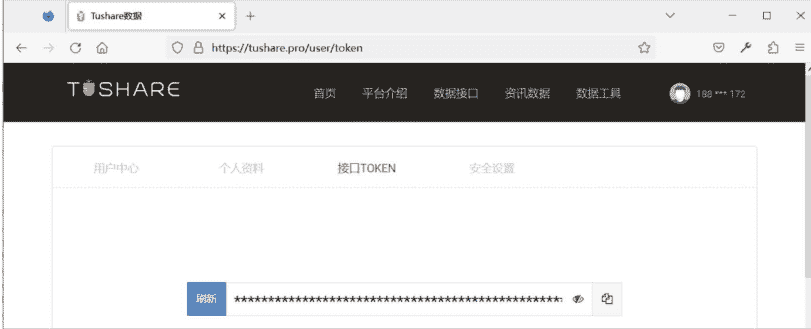 Tushare数据
https://tushare.pro/user/token
TUSHARE 首页 平台介绍 数据接口 资讯数据 数据工具 188 *** 172
用户中心 个人资料 接口TOKEN 安全设置
刷新 **************************************************